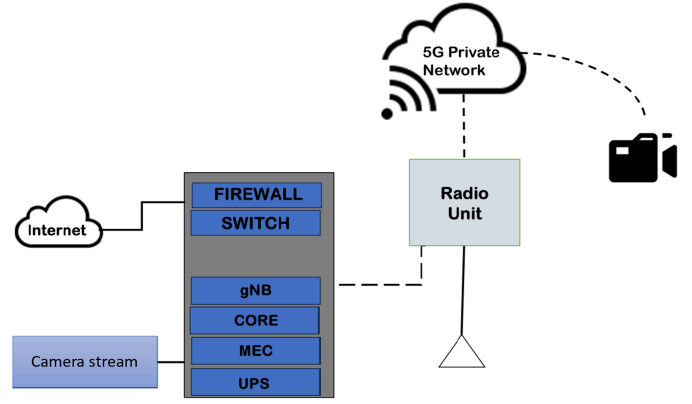 5G Private
Network
Radio
Unit
FIREWALL
SWITCH
Internet
gNB
CORE
MEC
Camera stream
UPS